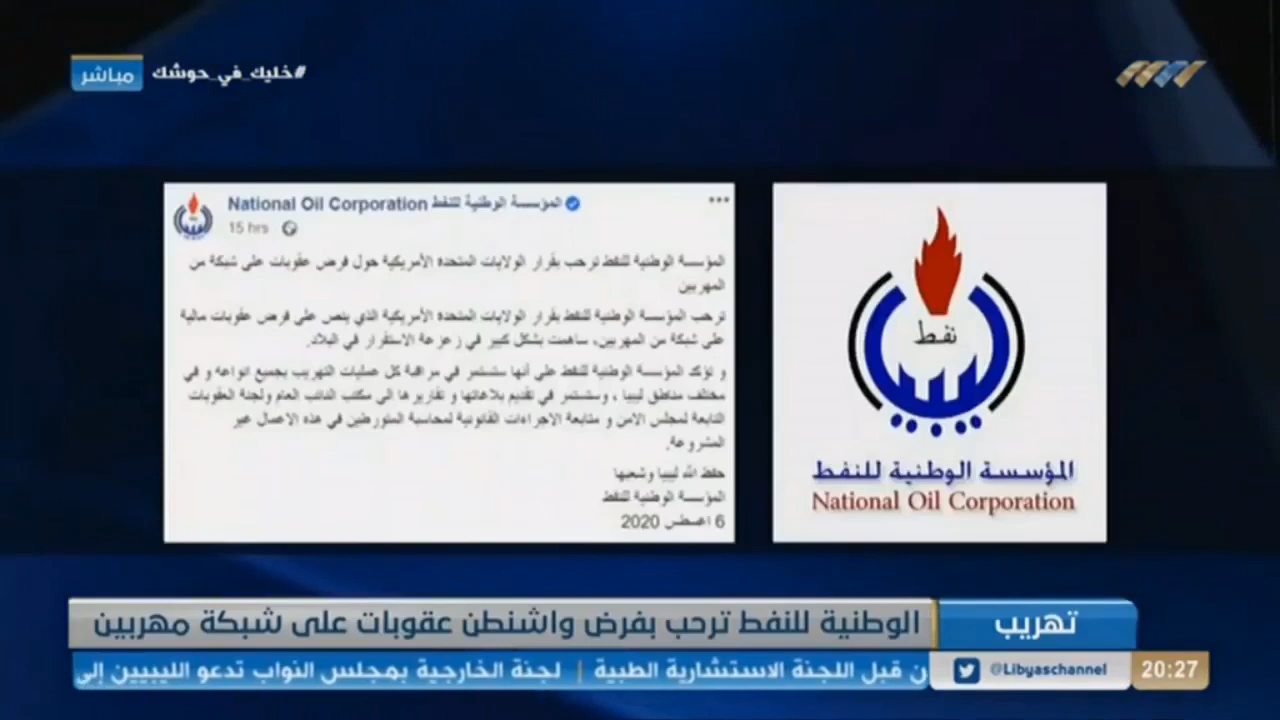 مباشر #خليك_في_حوشك
National Oil Corporation المؤسسة الوطنية للنفط
15 hrs
المؤسسة الوطنية للنفط ترحب بقرار الولايات المتحدة الأمريكية حول فرض عقوبات على شبكة من
المهربين
ترحب المؤسسة الوطنية للنفط بقرار الولايات المتحدة الأمريكية الذي ينص على فرض عقوبات مالية
على شبكة من المهربين، ساهمت بشكل كبير في زعزعة الاستقرار في البلاد.
و تؤكد المؤسسة الوطنية للنفط على أنها ستستمر في مراقبة كل عمليات التهريب بجميع انواعة و في
مختلف مناطق ليبيا ، وستستمر في تقديم بلاغاتها و تقاريرها الى مكتب النائب العام ولجنة العقوبات
التابعة لمجلس الامن و متابعة الاجراءات القانونية لمحاسبة المتورطين في هذه الاعمال غير
المشروعة.
حفظ الله ليبيا وشعبها
المؤسسة الوطنية للنفط
6 اغسطس 2020
نفط
ليبيا
المؤسسة الوطنية للنفط
National Oil Corporation
تهريب
الوطنية للنفط ترحب بفرض واشنطن عقوبات على شبكة مهربين
20:27
@Libyaschannel
ن قبل اللجنة الاستشارية الطبية | لجنة الخارجية بمجلس النواب تدعو الليبيين إلى